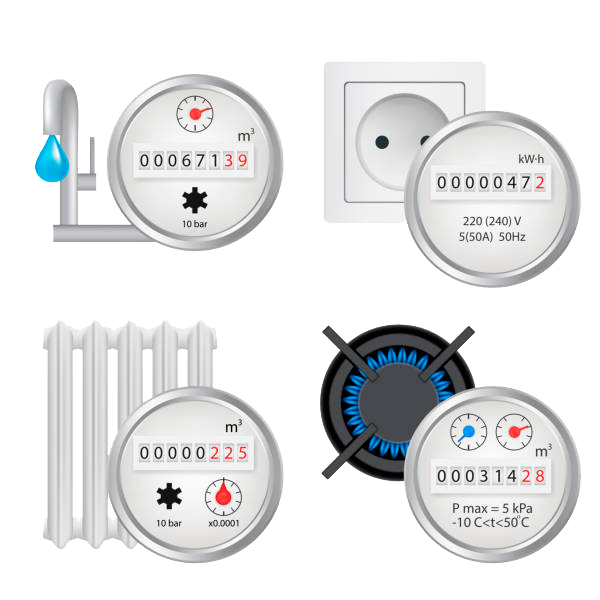 m³
00067139
10 bar
kW·h
00000472
220 (240) V
5(50A) 50Hz
m³
00000225
10 bar
x0.0001
m³
00031428
P max = 5 kPa
-10 C<t<50°C